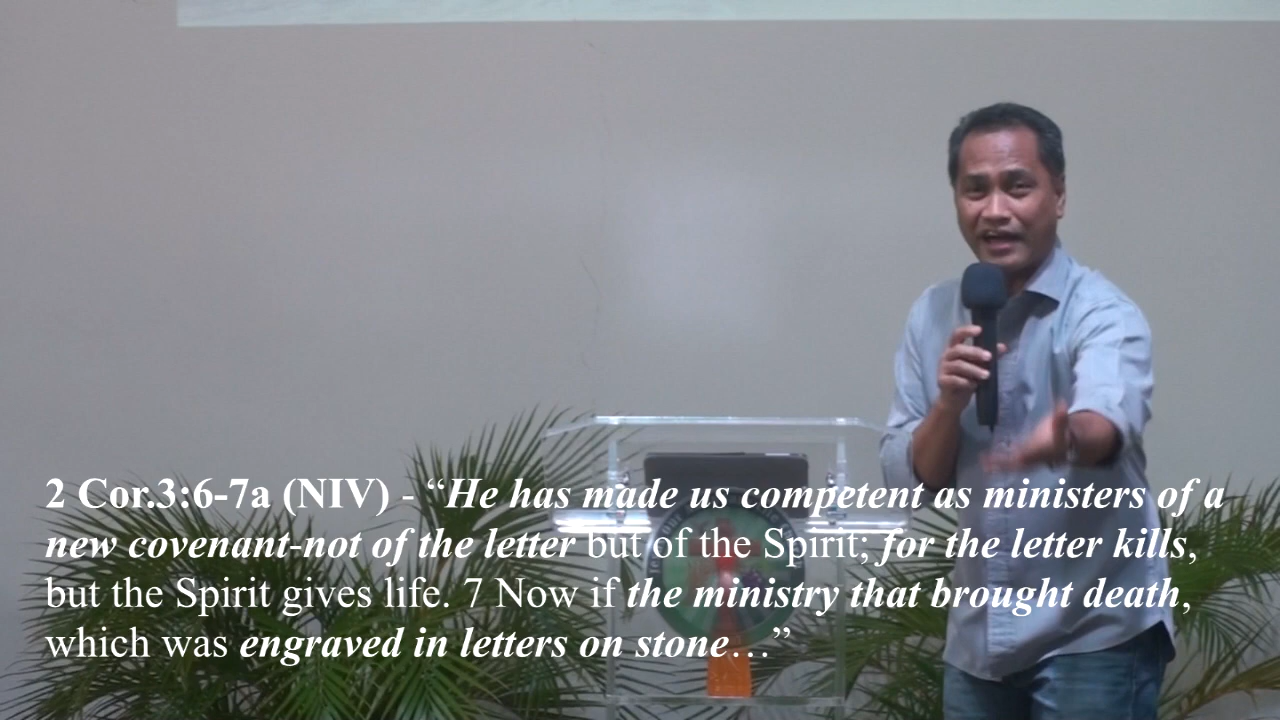 2 Cor.3:6-7a (NIV) - “He has made us competent as ministers of a
new covenant-not of the letter but of the Spirit; for the letter kills,
but the Spirit gives life. 7 Now if the ministry that brought death,
which was engraved in letters on stone…”